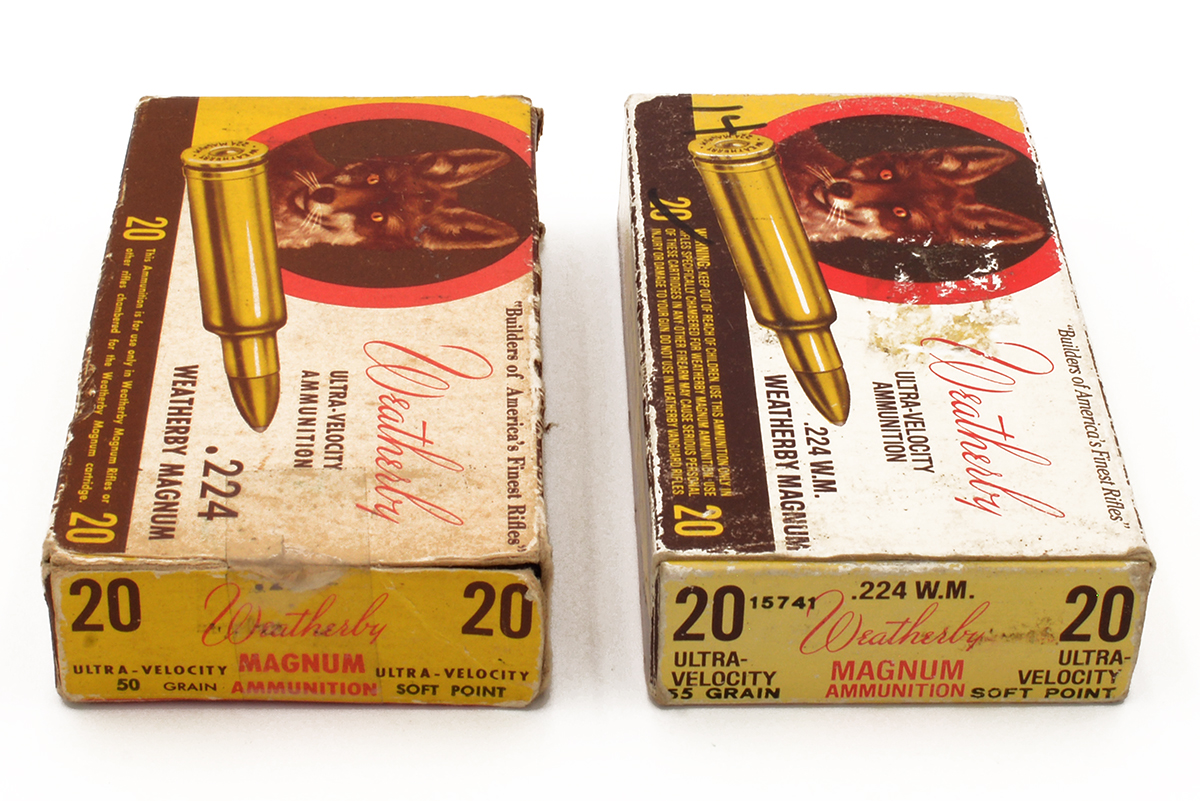 20
This Ammunition is for use only in Weatherby Magnum Rifles or
other rifles chambered for the Weatherby Magnum cartridge.
20
"Builders of America's Finest Rifles"
Weatherby
ULTRA-VELOCITY
AMMUNITION
.224
WEATHERBY MAGNUM
20
Weatherby
20
ULTRA-VELOCITY
MAGNUM
ULTRA-VELOCITY
50 GRAIN
AMMUNITION
SOFT POINT
14
20
WARNING: KEEP OUT OF REACH OF CHILDREN. USE THIS AMMUNITION ONLY IN
RIFLES SPECIFICALLY CHAMBERED FOR WEATHERBY MAGNUM AMMUNITION. USE
OF THESE CARTRIDGES IN ANY OTHER FIREARM MAY CAUSE SERIOUS PERSONAL
INJURY OR DAMAGE TO YOUR GUN. DO NOT USE IN WEATHERBY VANGUARD RIFLES
20
"Builders of America's Finest Rifles"
Weatherby
ULTRA-VELOCITY
AMMUNITION
.224 W.M.
WEATHERBY MAGNUM
20
15741
.224 W.M.
20
Weatherby
ULTRA-
VELOCITY
MAGNUM
ULTRA-
VELOCITY
55 GRAIN
AMMUNITION
SOFT POINT